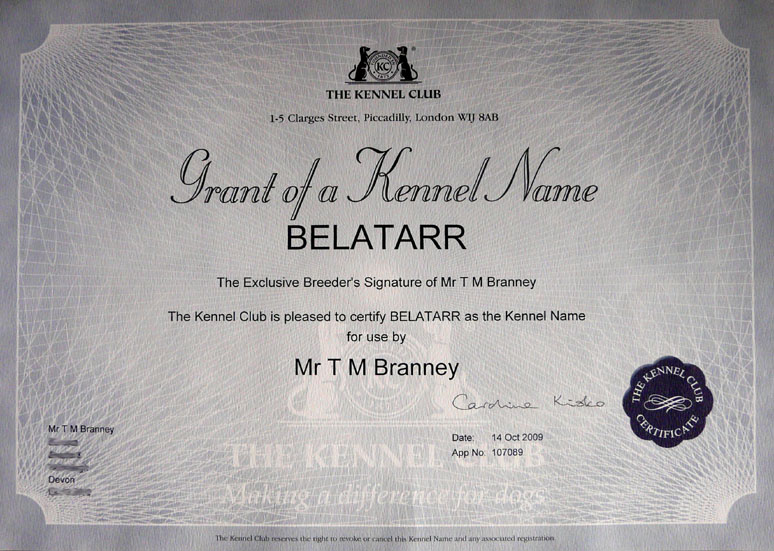 KC
THE KENNEL CLUB
1-5 Clarges Street, Piccadilly, London W1J 8AB
Grant of a Kennel Name
BELATARR
The Exclusive Breeder's Signature of Mr T M Branney
The Kennel Club is pleased to certify BELATARR as the Kennel Name
for use by
Mr T M Branney
Caroline Kisko
THE KENNEL CLUB
CERTIFICATE
Mr T M Branney
Devon
Date: 14 Oct 2009
App No: 107089
THE KENNEL CLUB
Making a difference for dogs
The Kennel Club reserves the right to revoke or cancel this Kennel Name and any associated registration.